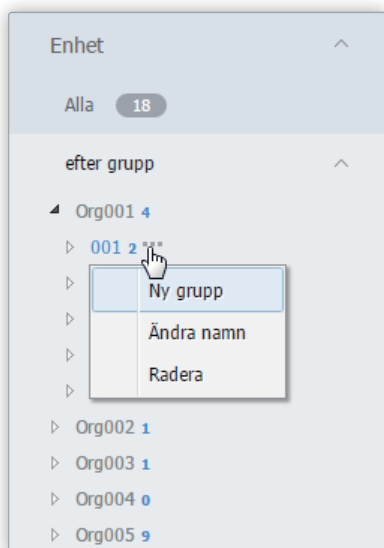 Enhet
Alla 18
efter grupp
Org001 4
001 2
Ny grupp
Ändra namn
Radera
Org002 1
Org003 1
Org004 0
Org005 9